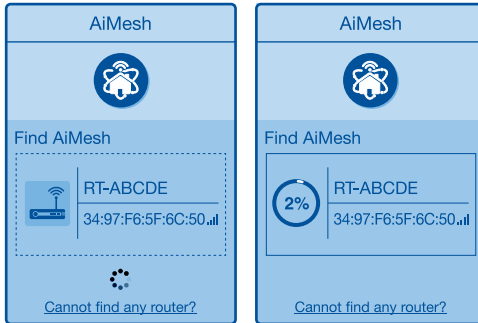 AiMesh
Find AiMesh
RT-ABCDE
34:97:F6:5F:6C:50
Cannot find any router?
AiMesh
Find AiMesh
2%
RT-ABCDE
34:97:F6:5F:6C:50
Cannot find any router?